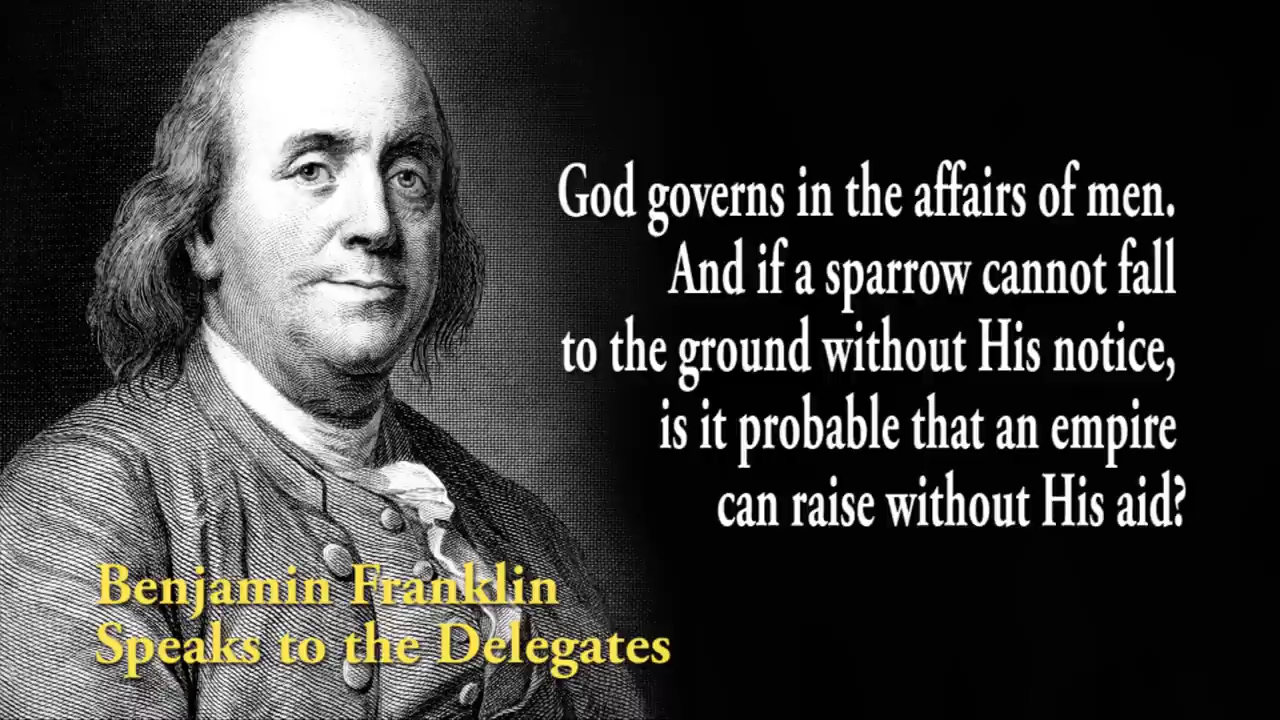 God governs in the affairs of men.
And if a sparrow cannot fall
to the ground without His notice,
is it probable that an empire
can raise without His aid?
Benjamin Franklin
Speaks to the Delegates